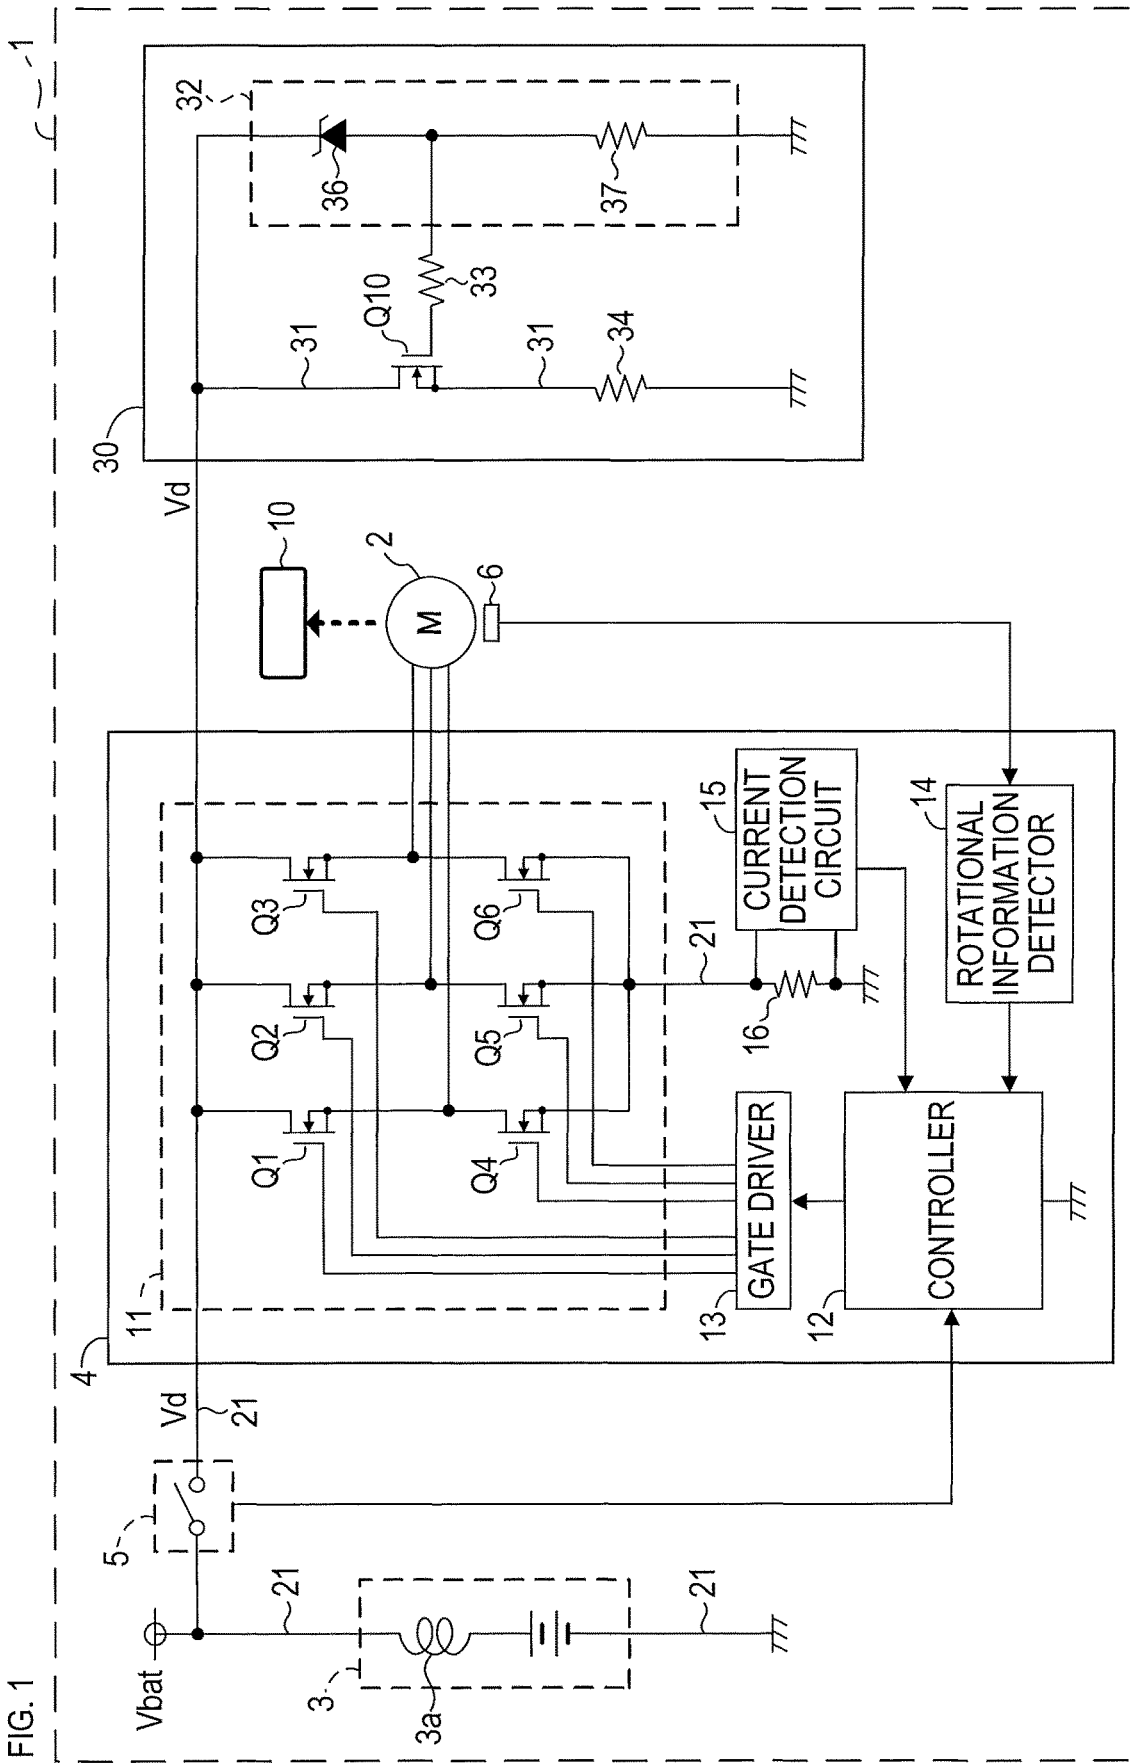 FIG. 1
1
Vbat
5
Vd
21
21
3
3a
21
4
11
Q1
Q2
Q3
Q4
Q5
Q6
21
13
GATE DRIVER
12
CONTROLLER
16
15
CURRENT
DETECTION
CIRCUIT
14
ROTATIONAL
INFORMATION
DETECTOR
10
2
M
6
Vd
30
31
Q10
31
34
33
32
36
37